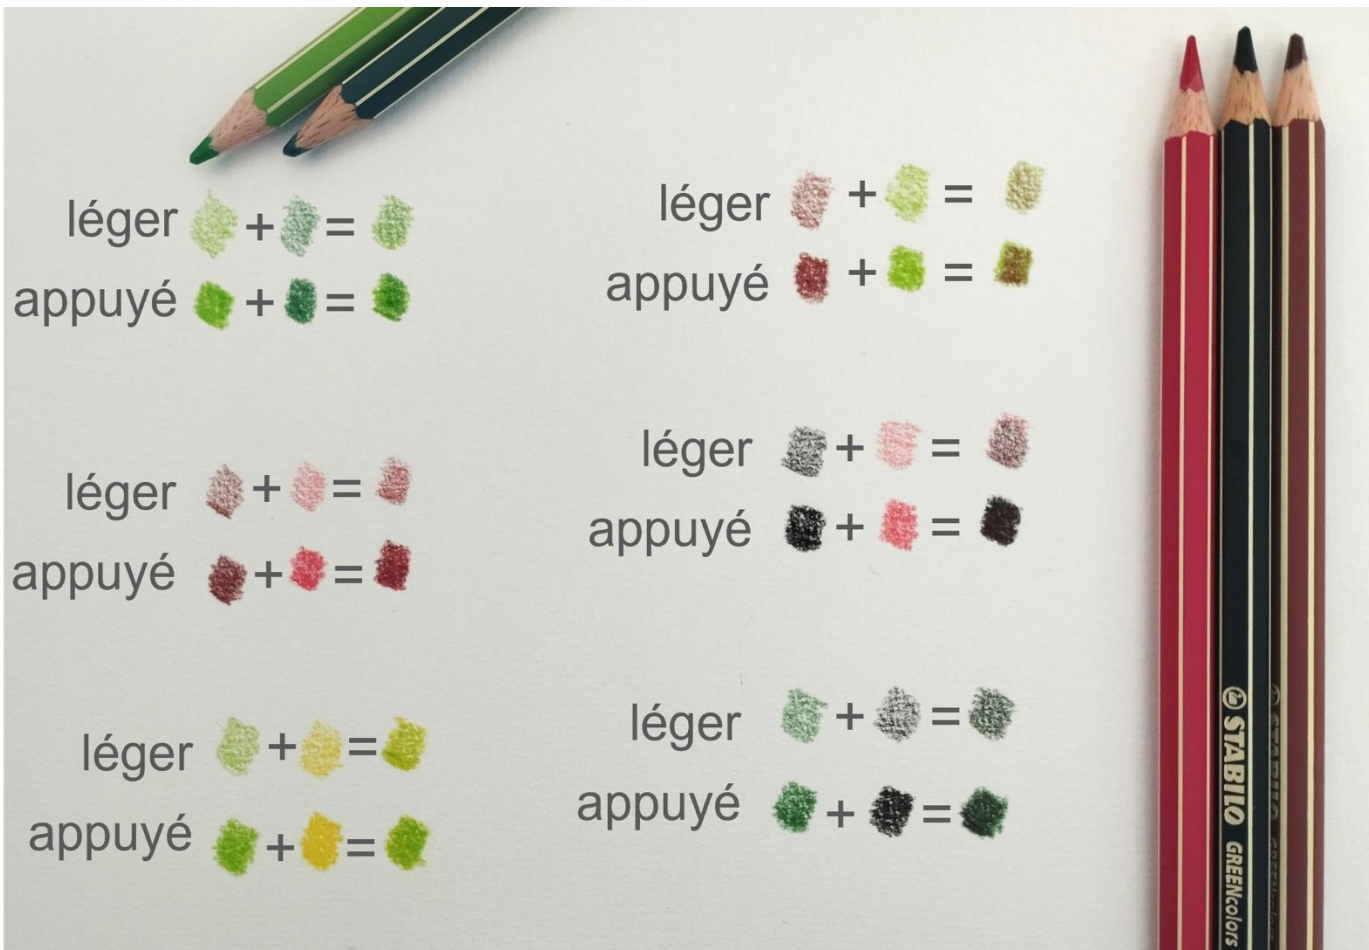 léger + =
appuyé + =
léger + =
appuyé + =
léger + =
appuyé + =
léger + =
appuyé + =
léger + =
appuyé + =
léger + =
appuyé + =
STABILO GREENcolors